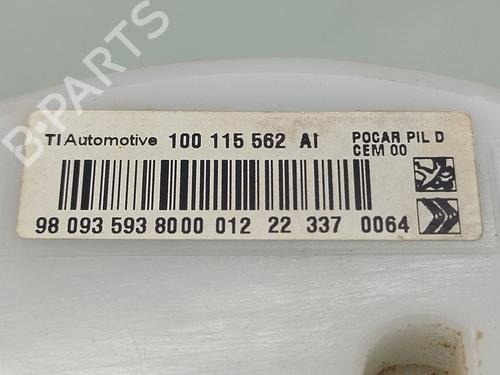 TI Automotive 100 115 562 AI
POCAR PIL D
CEM 00
98 093 593 8000 012 22 337 0064
B-PARTS